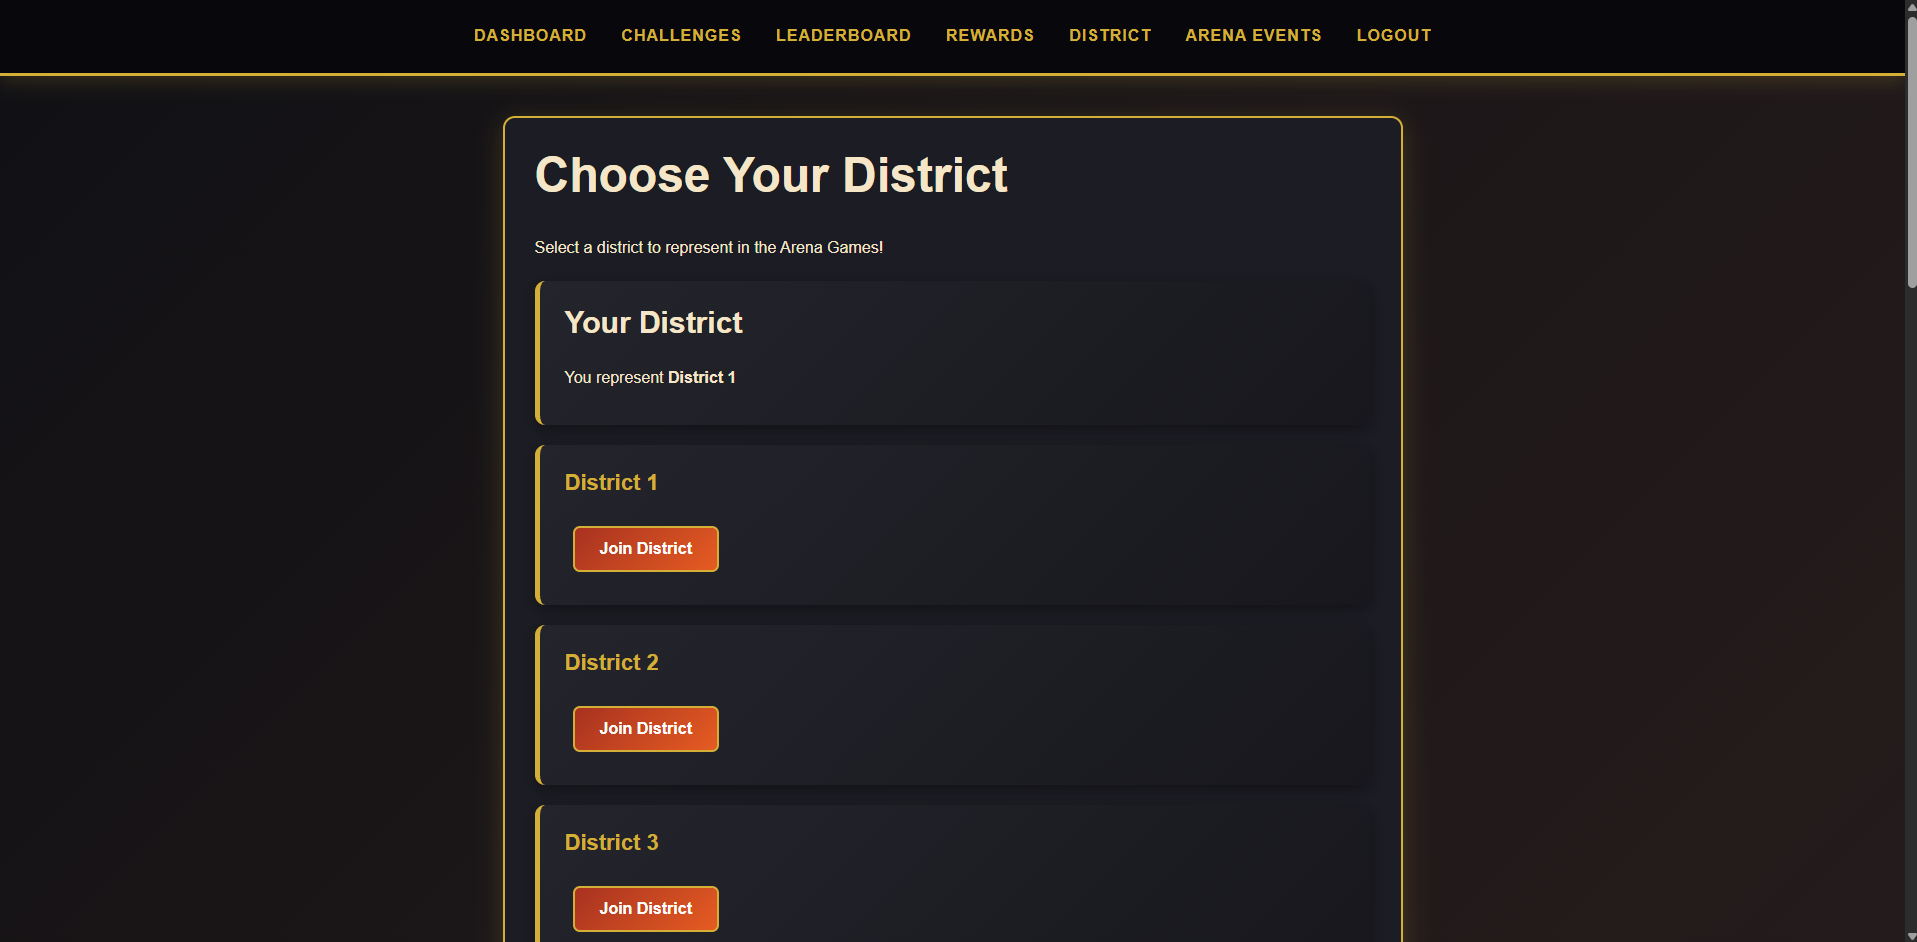 DASHBOARD CHALLENGES LEADERBOARD REWARDS DISTRICT ARENA EVENTS LOGOUT
Choose Your District
Select a district to represent in the Arena Games!
Your District
You represent District 1
District 1
Join District
District 2
Join District
District 3
Join District